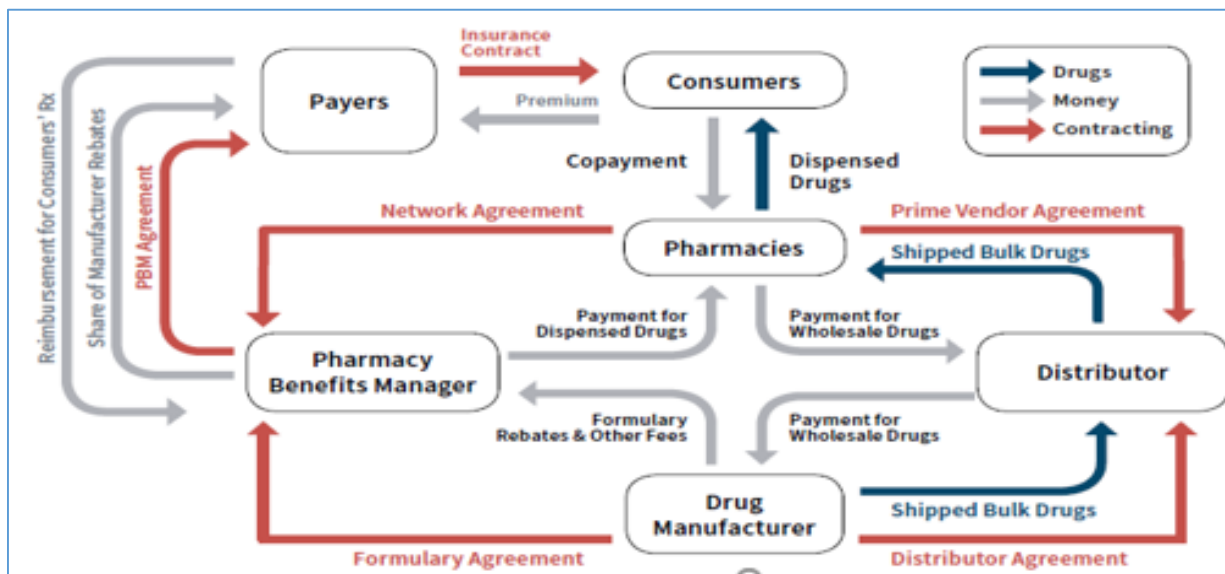 Insurance
Contract
Payers
Consumers
Premium
Drugs
Money
Contracting
Reimbursement for Consumers' Rx
Share of Manufacturer Rebates
PBM Agreement
Copayment
Dispensed
Drugs
Network Agreement
Prime Vendor Agreement
Pharmacies
Shipped Bulk Drugs
Payment for
Dispensed Drugs
Payment for
Wholesale Drugs
Pharmacy
Benefits Manager
Distributor
Formulary
Rebates & Other Fees
Payment for
Wholesale Drugs
Drug
Manufacturer
Shipped Bulk Drugs
Formulary Agreement
Distributor Agreement